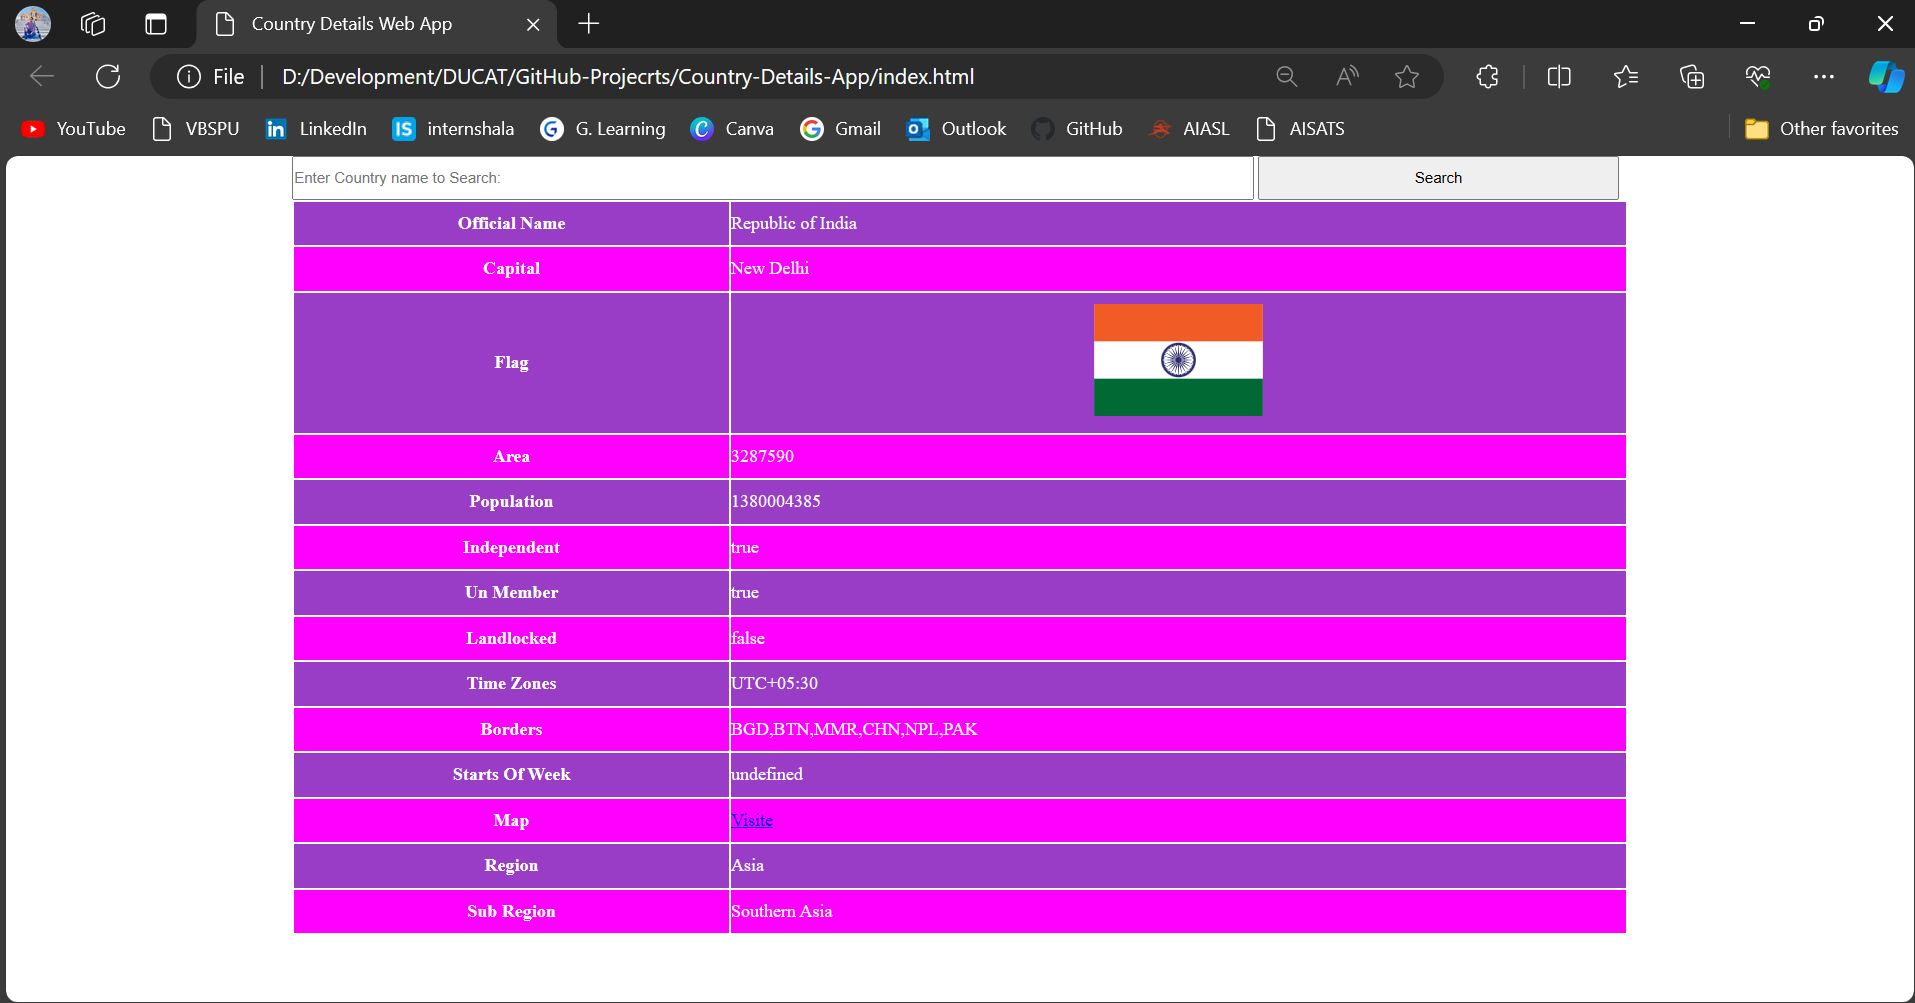 Country Details Web App
File D:/Development/DUCAT/GitHub-Projecrts/Country-Details-App/index.html
YouTube VBSPU LinkedIn internshala G. Learning Canva Gmail Outlook GitHub AIASL AISATS Other favorites
Enter Country name to Search: Search
Official Name Republic of India
Capital New Delhi
Flag
Area 3287590
Population 1380004385
Independent true
Un Member true
Landlocked false
Time Zones UTC+05:30
Borders BGD,BTN,MMR,CHN,NPL,PAK
Starts Of Week undefined
Map Visite
Region Asia
Sub Region Southern Asia